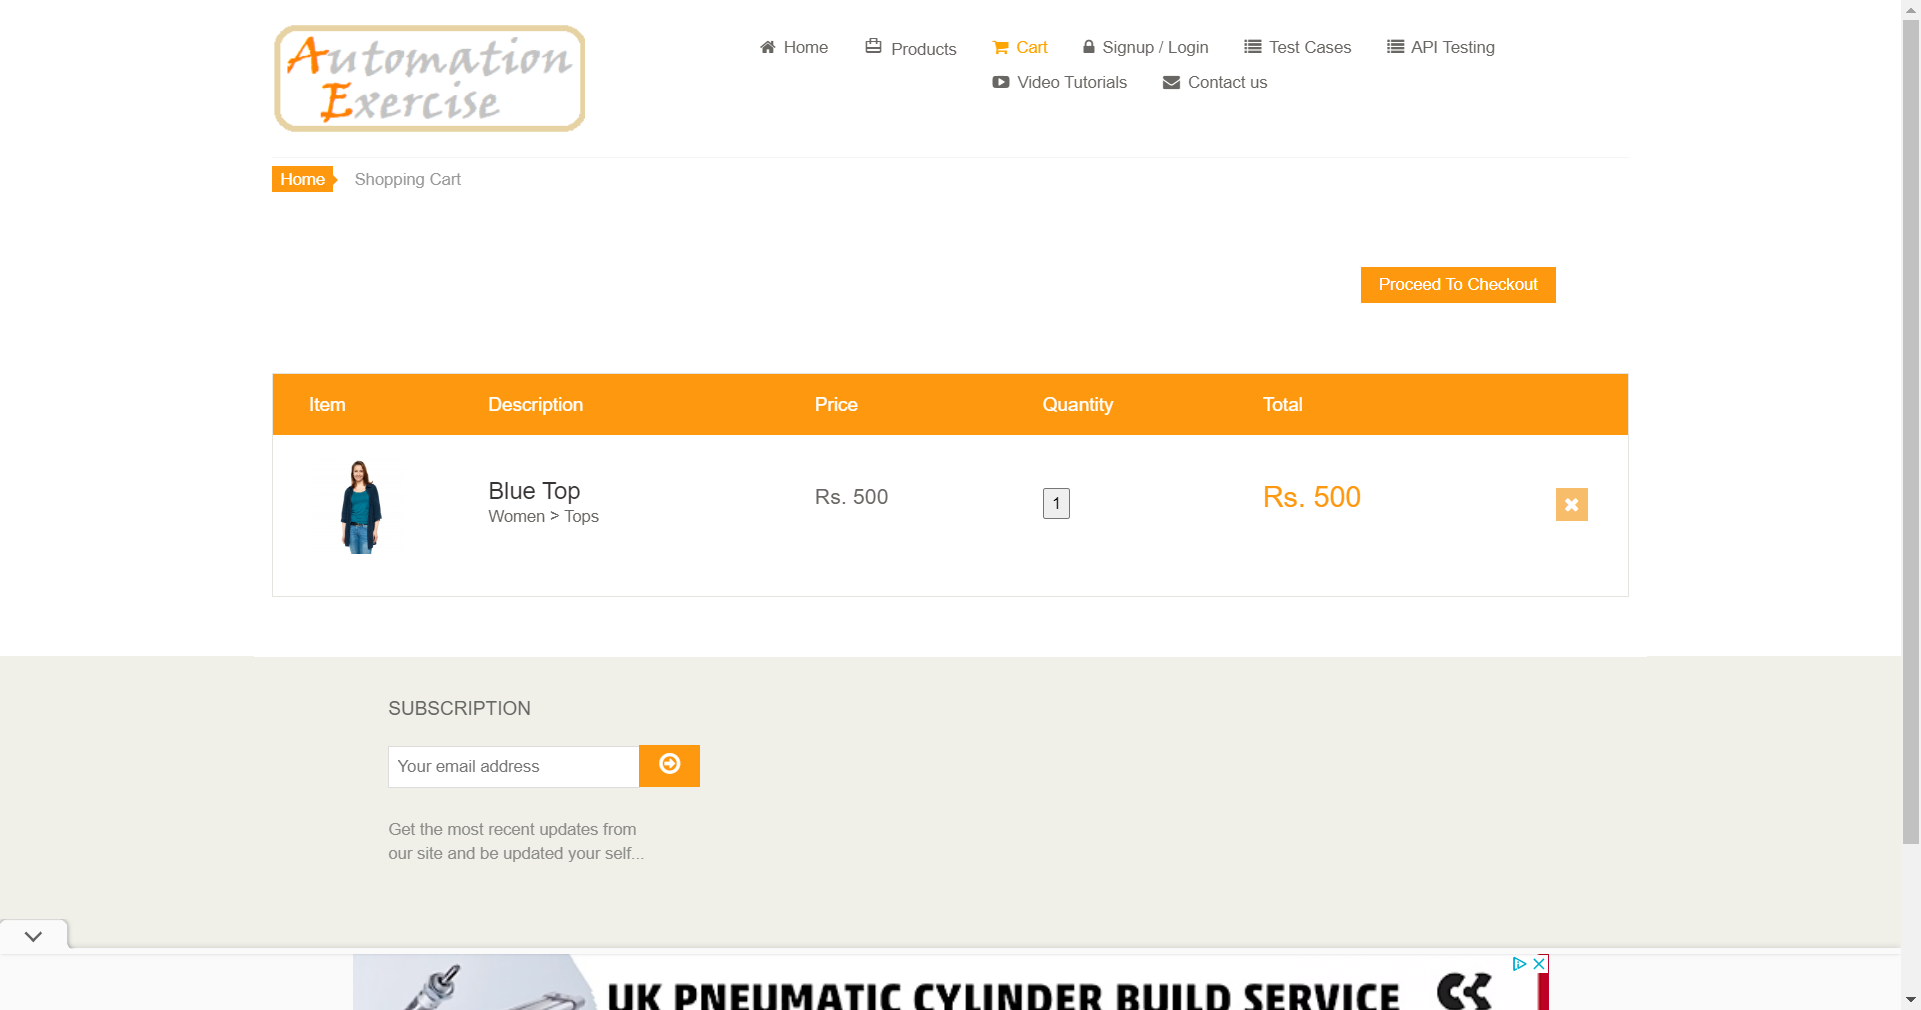 Automation
Exercise
Home
Products
Cart
Signup / Login
Test Cases
API Testing
Video Tutorials
Contact us
Home
Shopping Cart
Proceed To Checkout
Item Description Price Quantity Total
Blue Top
Women > Tops
Rs. 500
1
Rs. 500
SUBSCRIPTION
Your email address
Get the most recent updates from
our site and be updated your self...
UK PNEUMATIC CYLINDER BUILD SERVICE